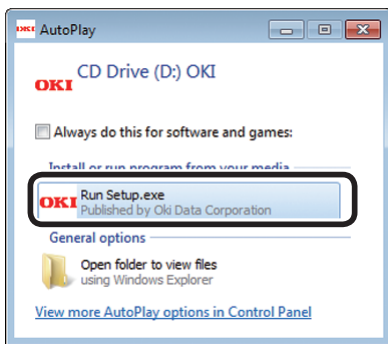 OKI AutoPlay
OKI CD Drive (D:) OKI
Always do this for software and games:
Install or run program from your media
OKI Run Setup.exe
Published by Oki Data Corporation
General options
Open folder to view files
using Windows Explorer
View more AutoPlay options in Control Panel